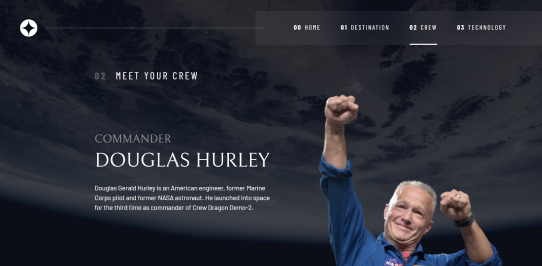 00 HOME
01 DESTINATION
02 CREW
03 TECHNOLOGY
02 MEET YOUR CREW
COMMANDER
DOUGLAS HURLEY
Douglas Gerald Hurley is an American engineer, former Marine
Corps pilot and former NASA astronaut. He launched into space
for the third time as commander of Crew Dragon Demo-2.
NASA